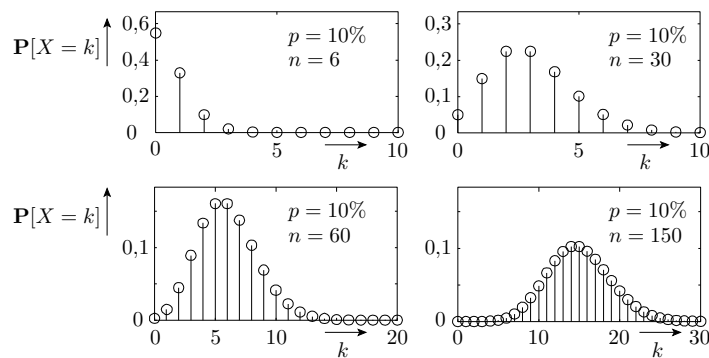 0,6
0,4
0,2
0
P[X = k]
p = 10%
n = 6
0 5 10
k
0,3
0,2
0,1
0
p = 10%
n = 30
0 5 10
k
P[X = k]
0,1
0
p = 10%
n = 60
0 5 10 15 20
k
0,1
0
p = 10%
n = 150
0 10 20 30
k